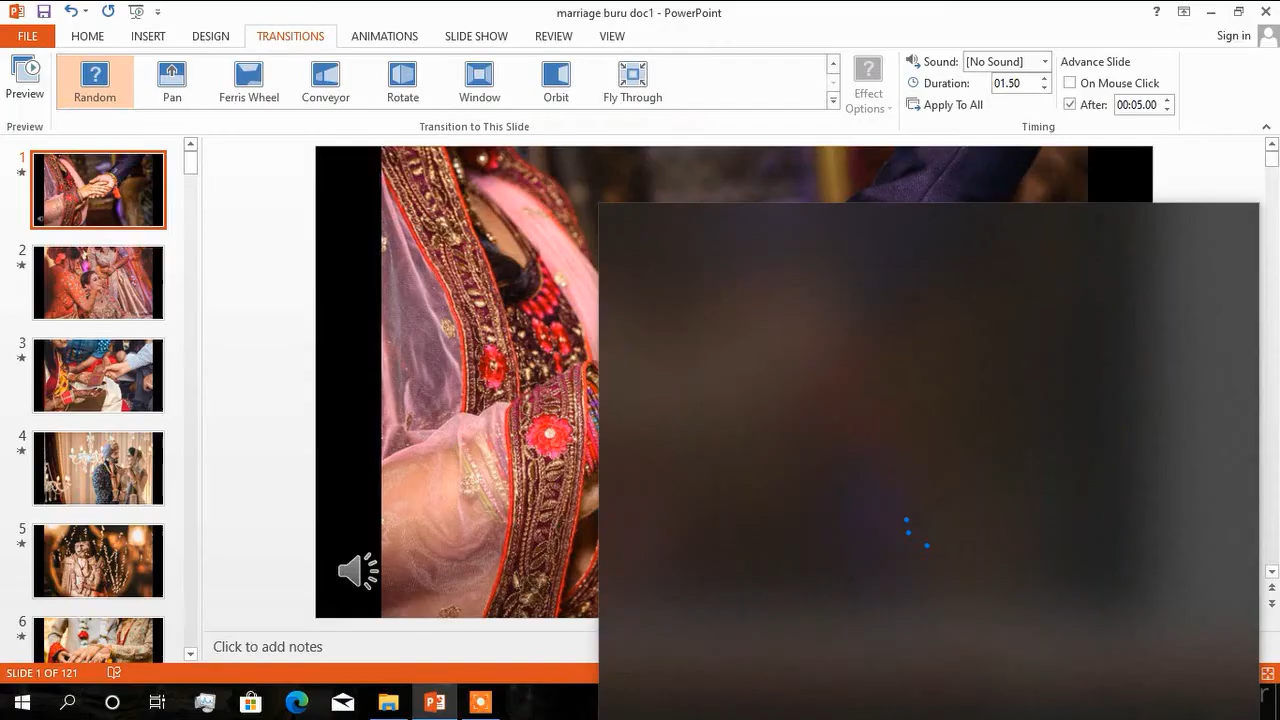 marriage buru doc1 - PowerPoint
FILE HOME INSERT DESIGN TRANSITIONS ANIMATIONS SLIDE SHOW REVIEW VIEW Sign in
Preview
Random Pan Ferris Wheel Conveyor Rotate Window Orbit Fly Through
Effect
Options
Sound: [No Sound]
Duration: 01.50
Apply To All
Advance Slide
On Mouse Click
After: 00:05.00
Preview Transition to This Slide Timing
1
2
3
4
5
6
Click to add notes
SLIDE 1 OF 121